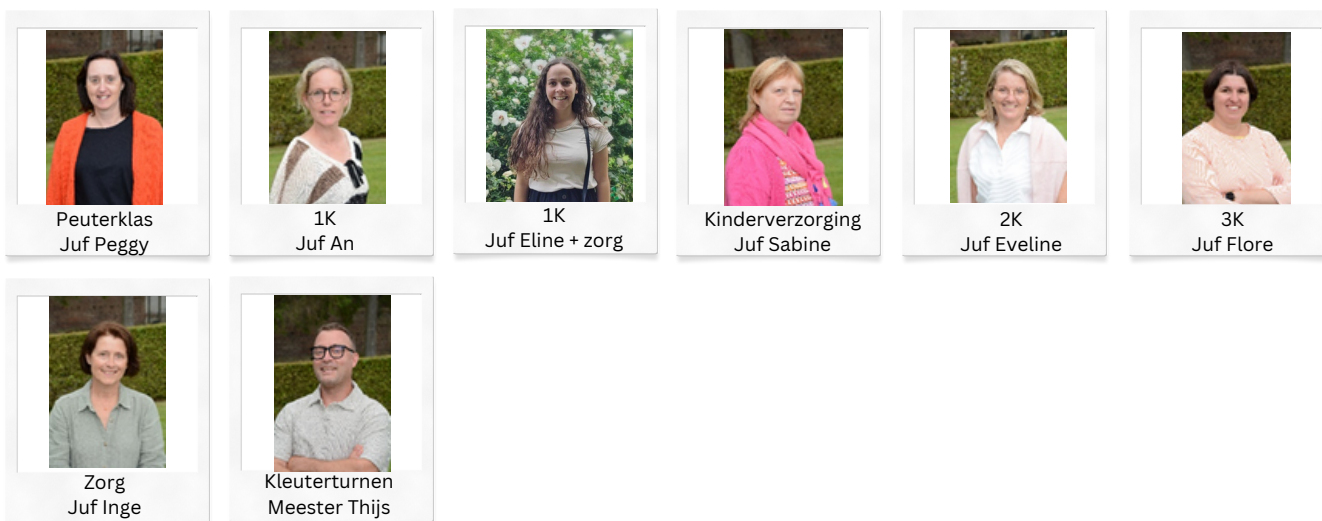 Peuterklas
Juf Peggy
1K
Juf An
1K
Juf Eline + zorg
Kinderverzorging
Juf Sabine
2K
Juf Eveline
3K
Juf Flore
Zorg
Juf Inge
Kleuterturnen
Meester Thijs